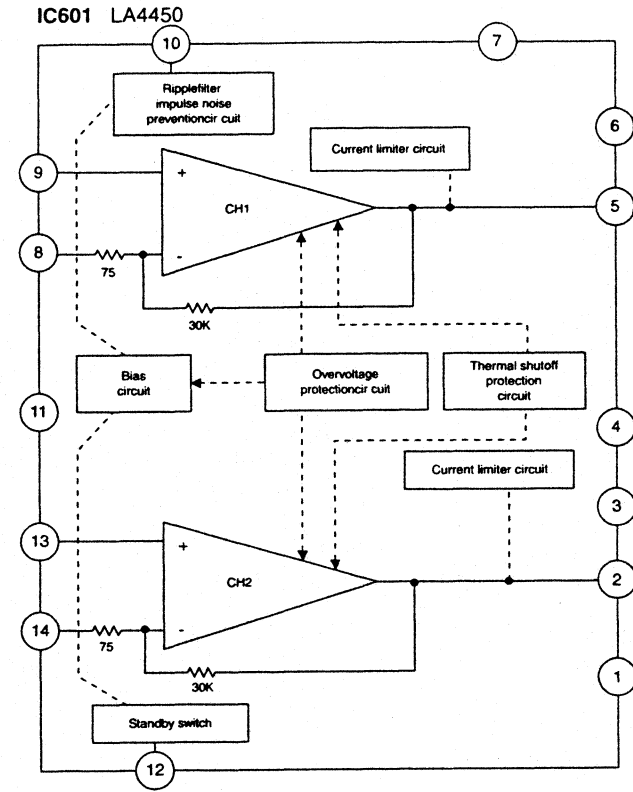 IC601 LA4450
10
7
Ripplefilter
impulse noise
preventioncir cuit
6
Current limiter circuit
9
+
CH1
5
8
-
75
30K
Bias
circuit
Overvoltage
protectioncir cuit
Thermal shutoff
protection
circuit
11
4
Current limiter circuit
3
13
+
CH2
2
14
-
75
30K
1
Standby switch
12